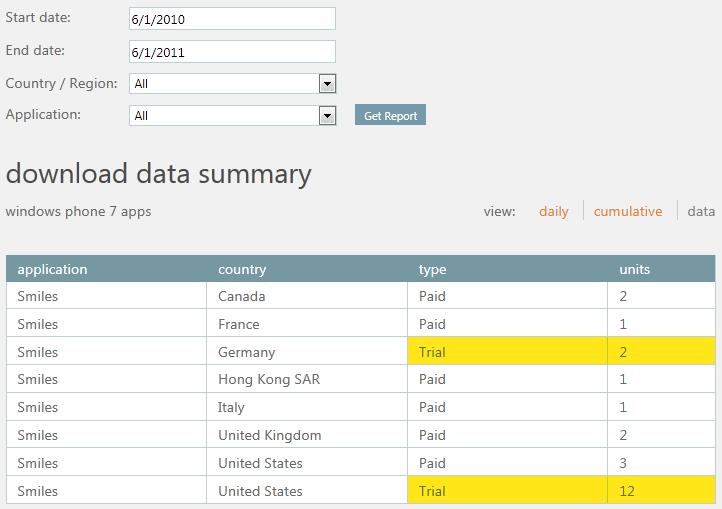 Start date: 6/1/2010
End date: 6/1/2011
Country / Region: All
Application: All Get Report
download data summary
windows phone 7 apps view: daily cumulative data
application country type units
Smiles Canada Paid 2
Smiles France Paid 1
Smiles Germany Trial 2
Smiles Hong Kong SAR Paid 1
Smiles Italy Paid 1
Smiles United Kingdom Paid 2
Smiles United States Paid 3
Smiles United States Trial 12